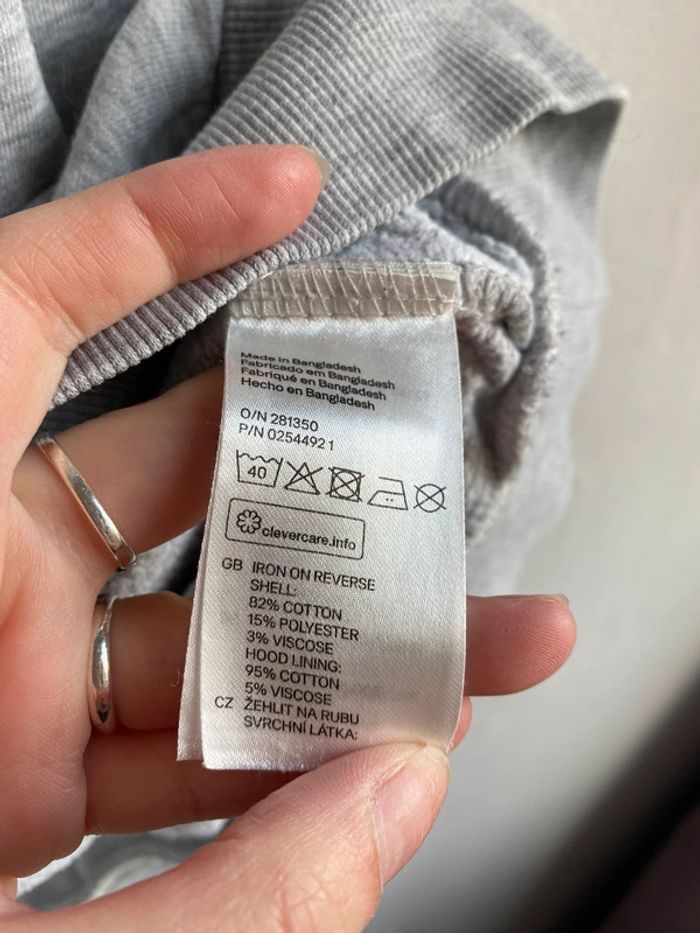 Made in Bangladesh
Fabricado em Bangladesh
Fabriqué en Bangladesh
Hecho en Bangladesh
O/N 281350
P/N 0254492 1
40
clevercare.info
GB IRON ON REVERSE
SHELL:
82% COTTON
15% POLYESTER
3% VISCOSE
HOOD LINING:
95% COTTON
5% VISCOSE
CZ ŽEHLIT NA RUBU
SVRCHNÍ LÁTKA: